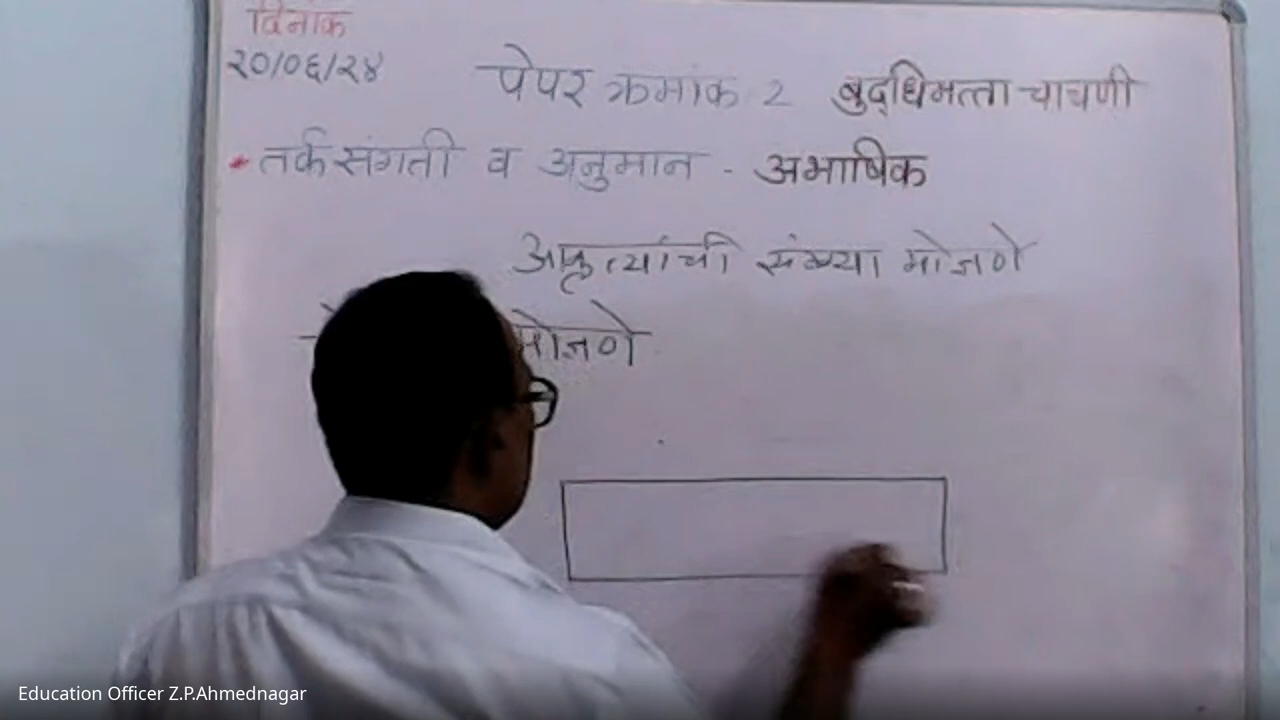 दिनांक
२०/०६/२४
पेपर क्रमांक 2 बुद्धिमत्ता चाचणी
• तर्कसंगती व अनुमान - अभाषिक
आकृत्यांची संख्या मोजणे
मोजणे
Education Officer Z.P.Ahmednagar